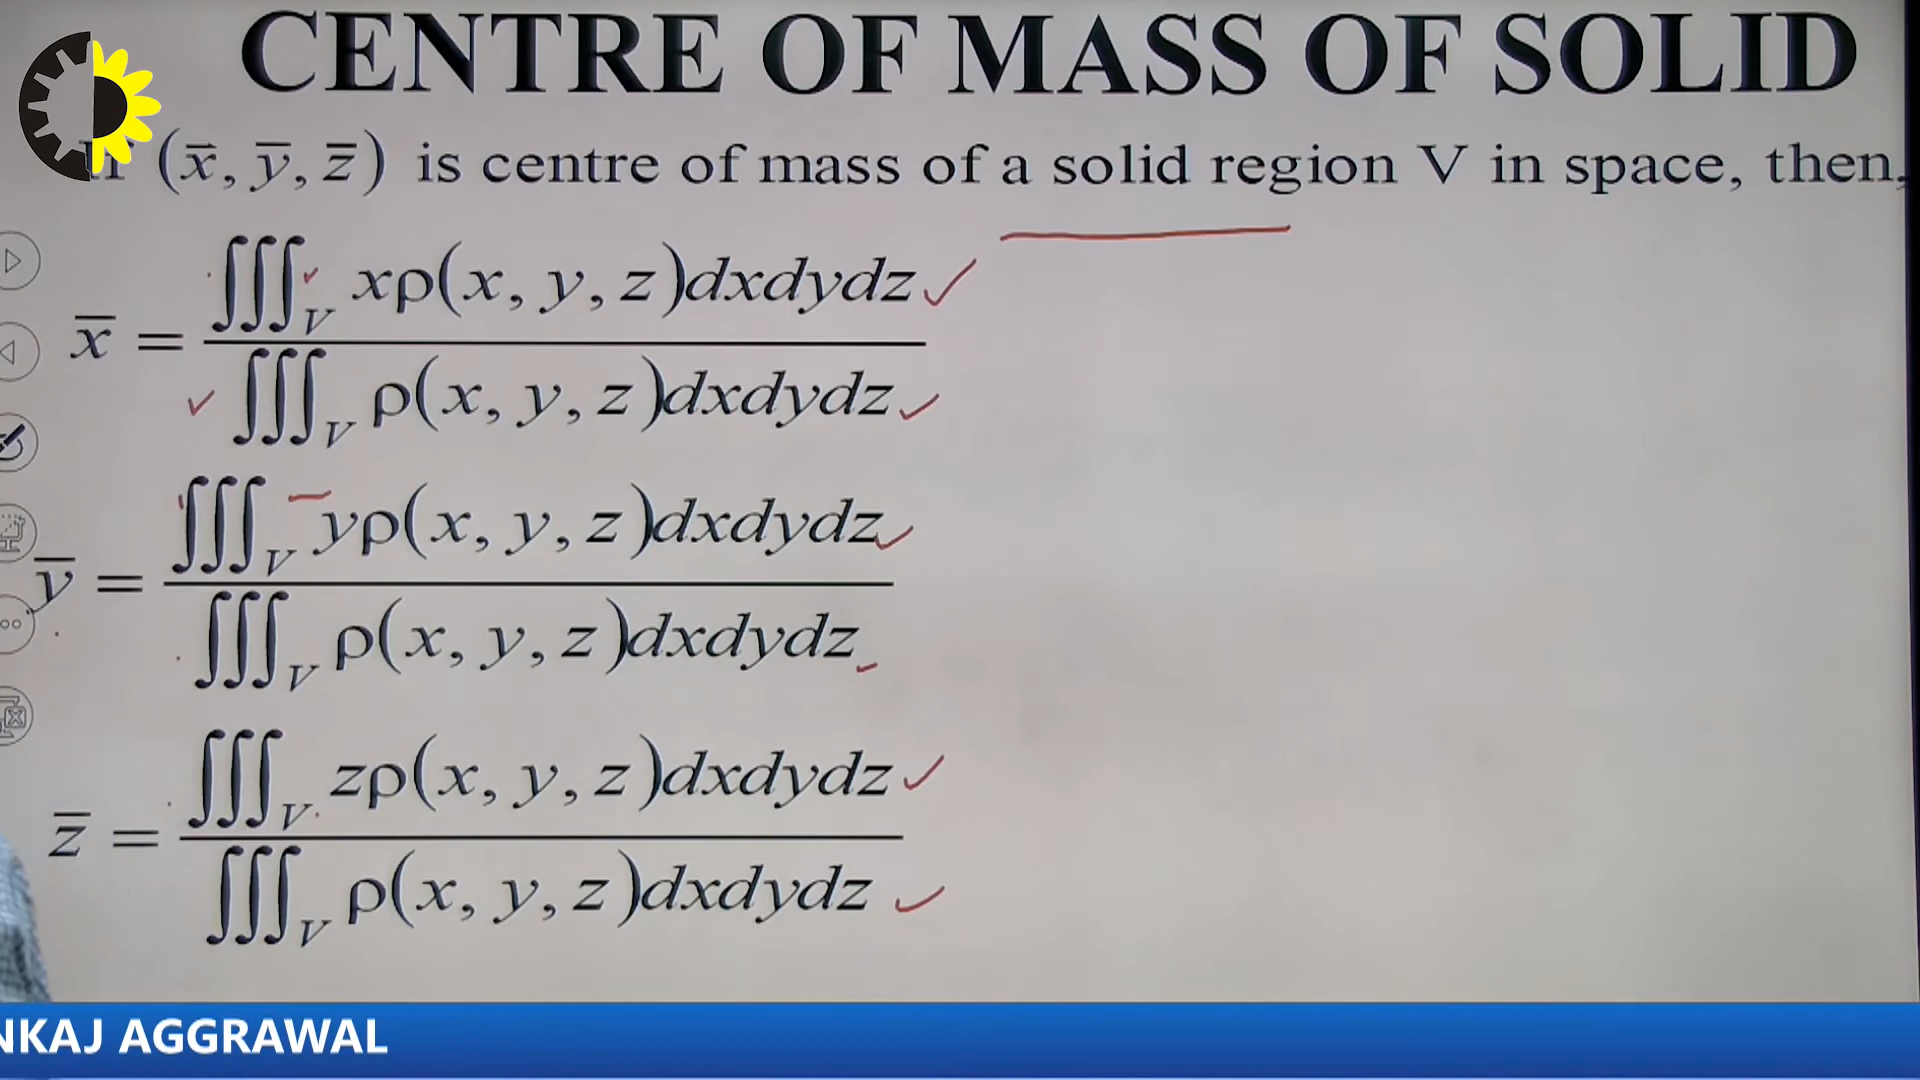 CENTRE OF MASS OF SOLID
If (x̄, ȳ, z̄) is centre of mass of a solid region V in space, then,
x̄ = ∭_V xρ(x, y, z)dxdydz / ∭_V ρ(x, y, z)dxdydz
ȳ = ∭_V yρ(x, y, z)dxdydz / ∭_V ρ(x, y, z)dxdydz
z̄ = ∭_V zρ(x, y, z)dxdydz / ∭_V ρ(x, y, z)dxdydz
NKAJ AGGRAWAL